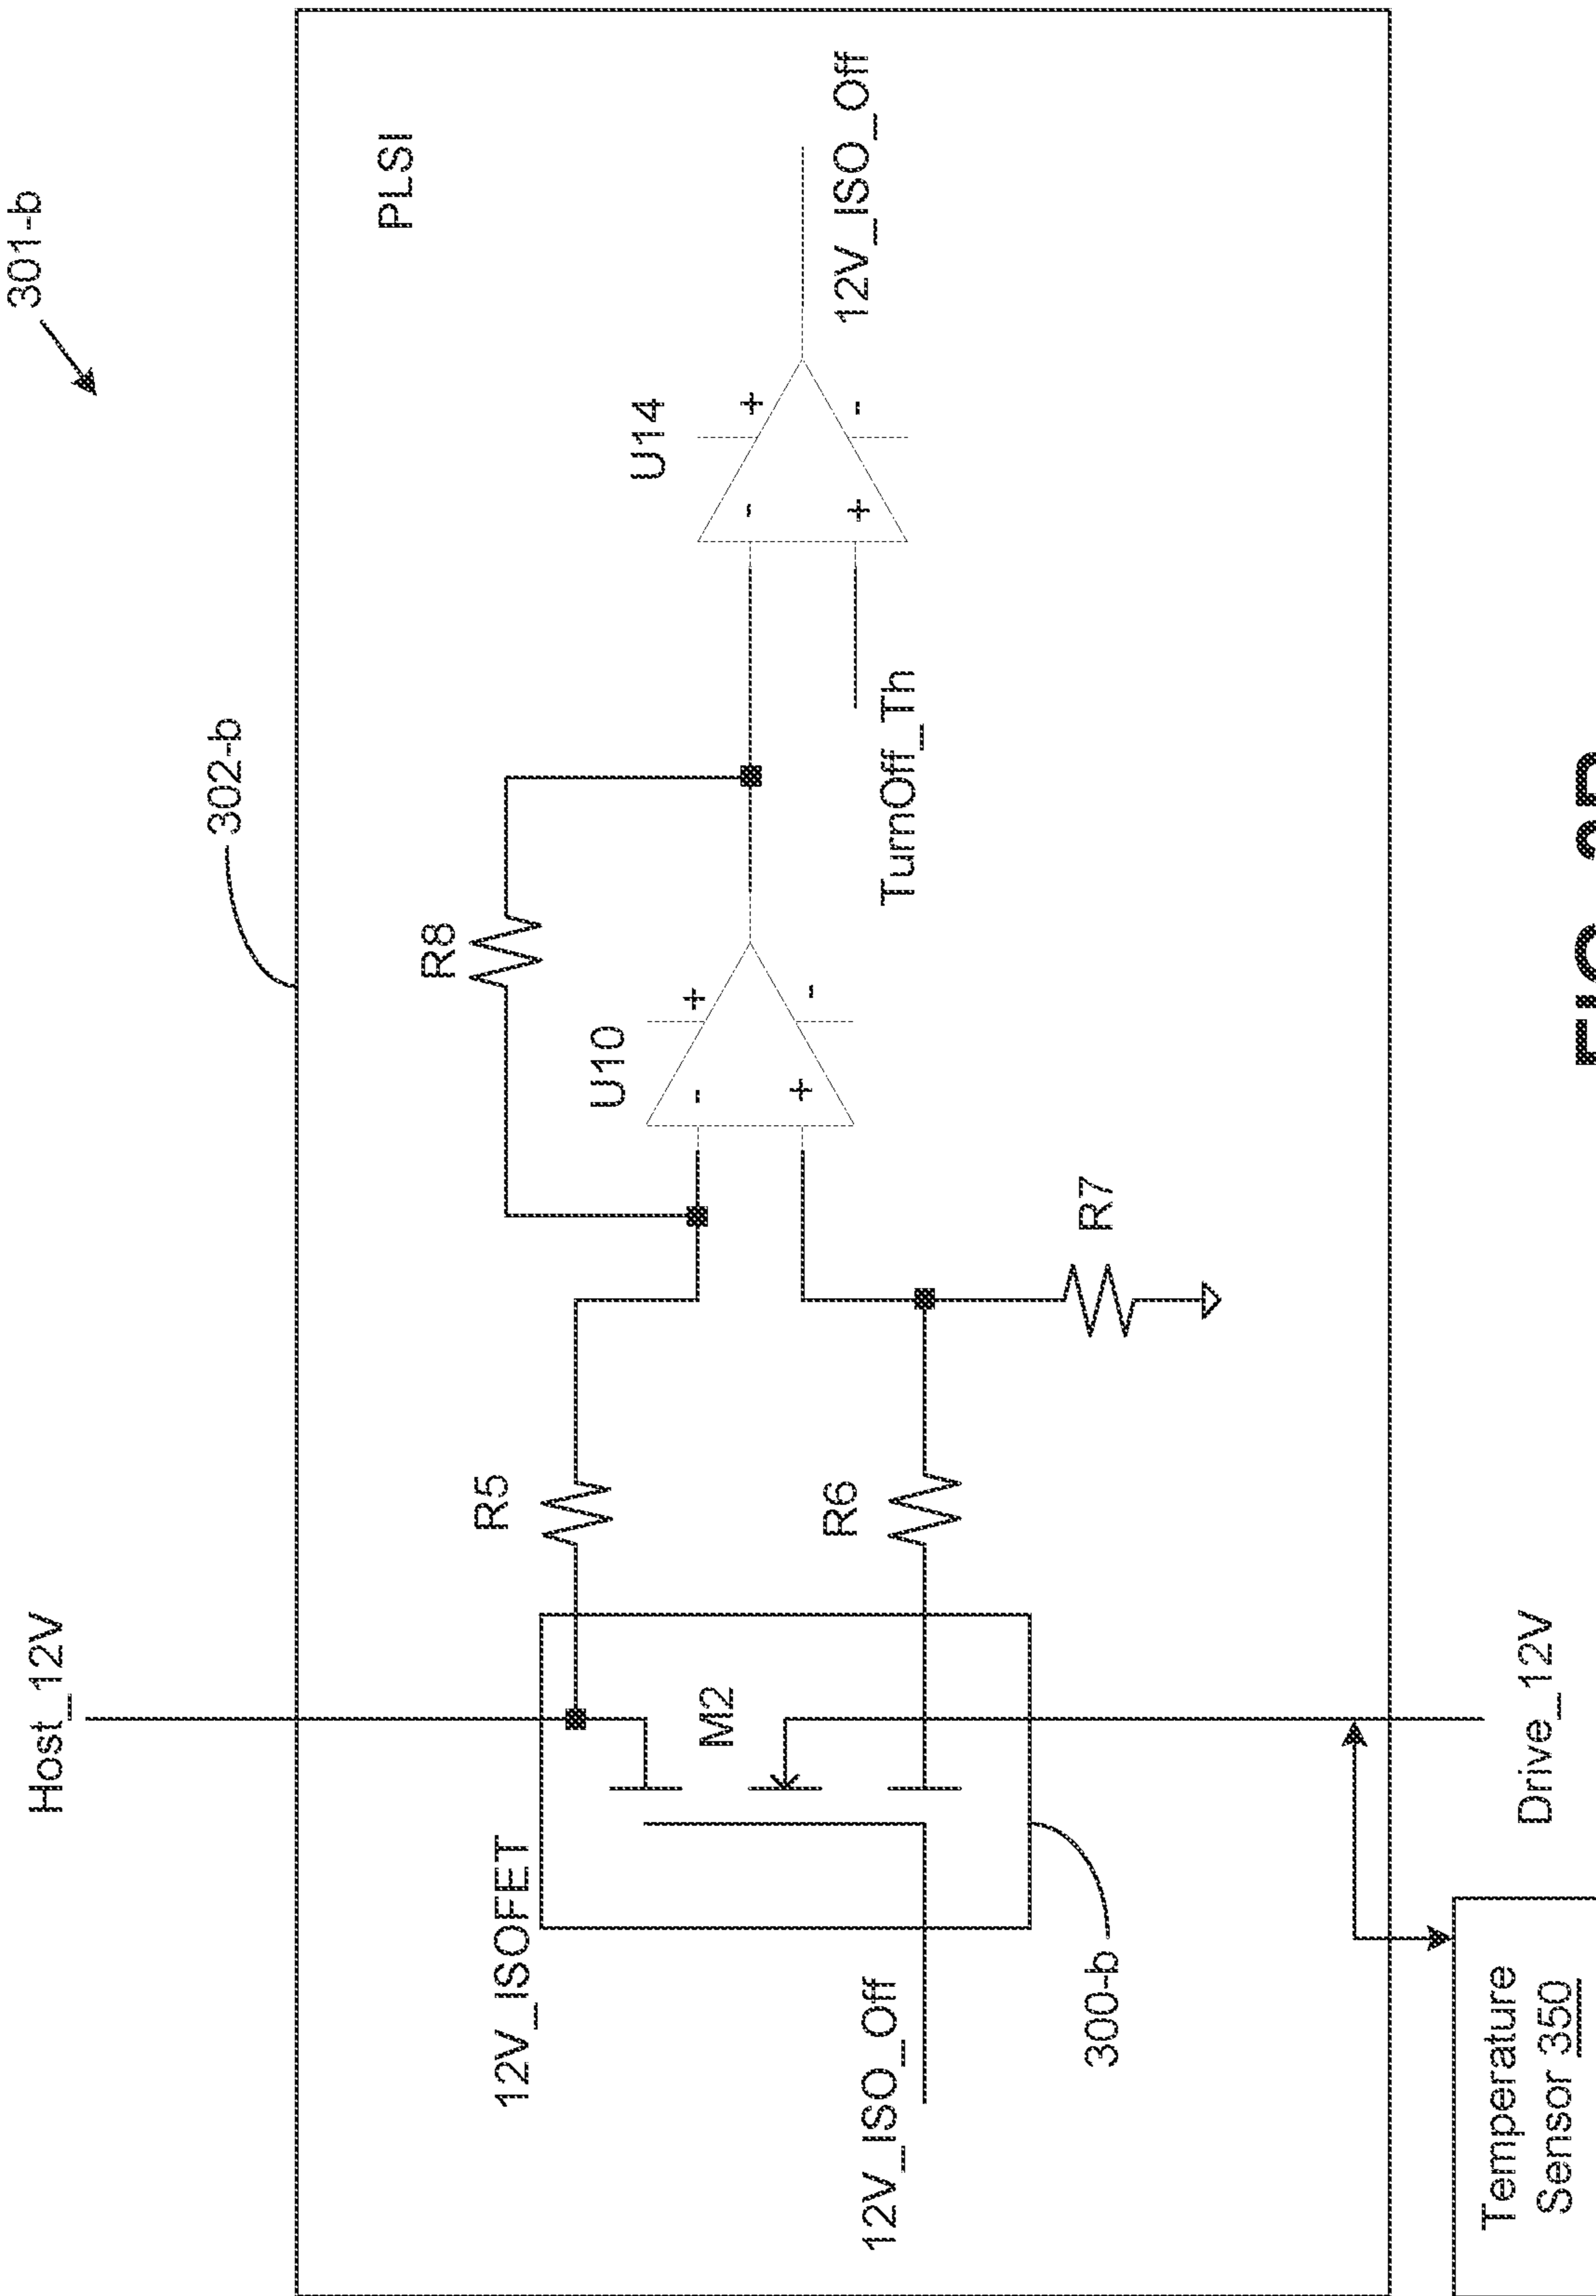 301-b
302-b
PLSI
Host_12V
12V_ISOFET
M2
R5
R6
R7
R8
U10
-
+
+
-
U14
-
+
+
-
TurnOff_Th
12V_ISO_Off
12V_ISO_Off
300-b
Drive_12V
Temperature
Sensor 350